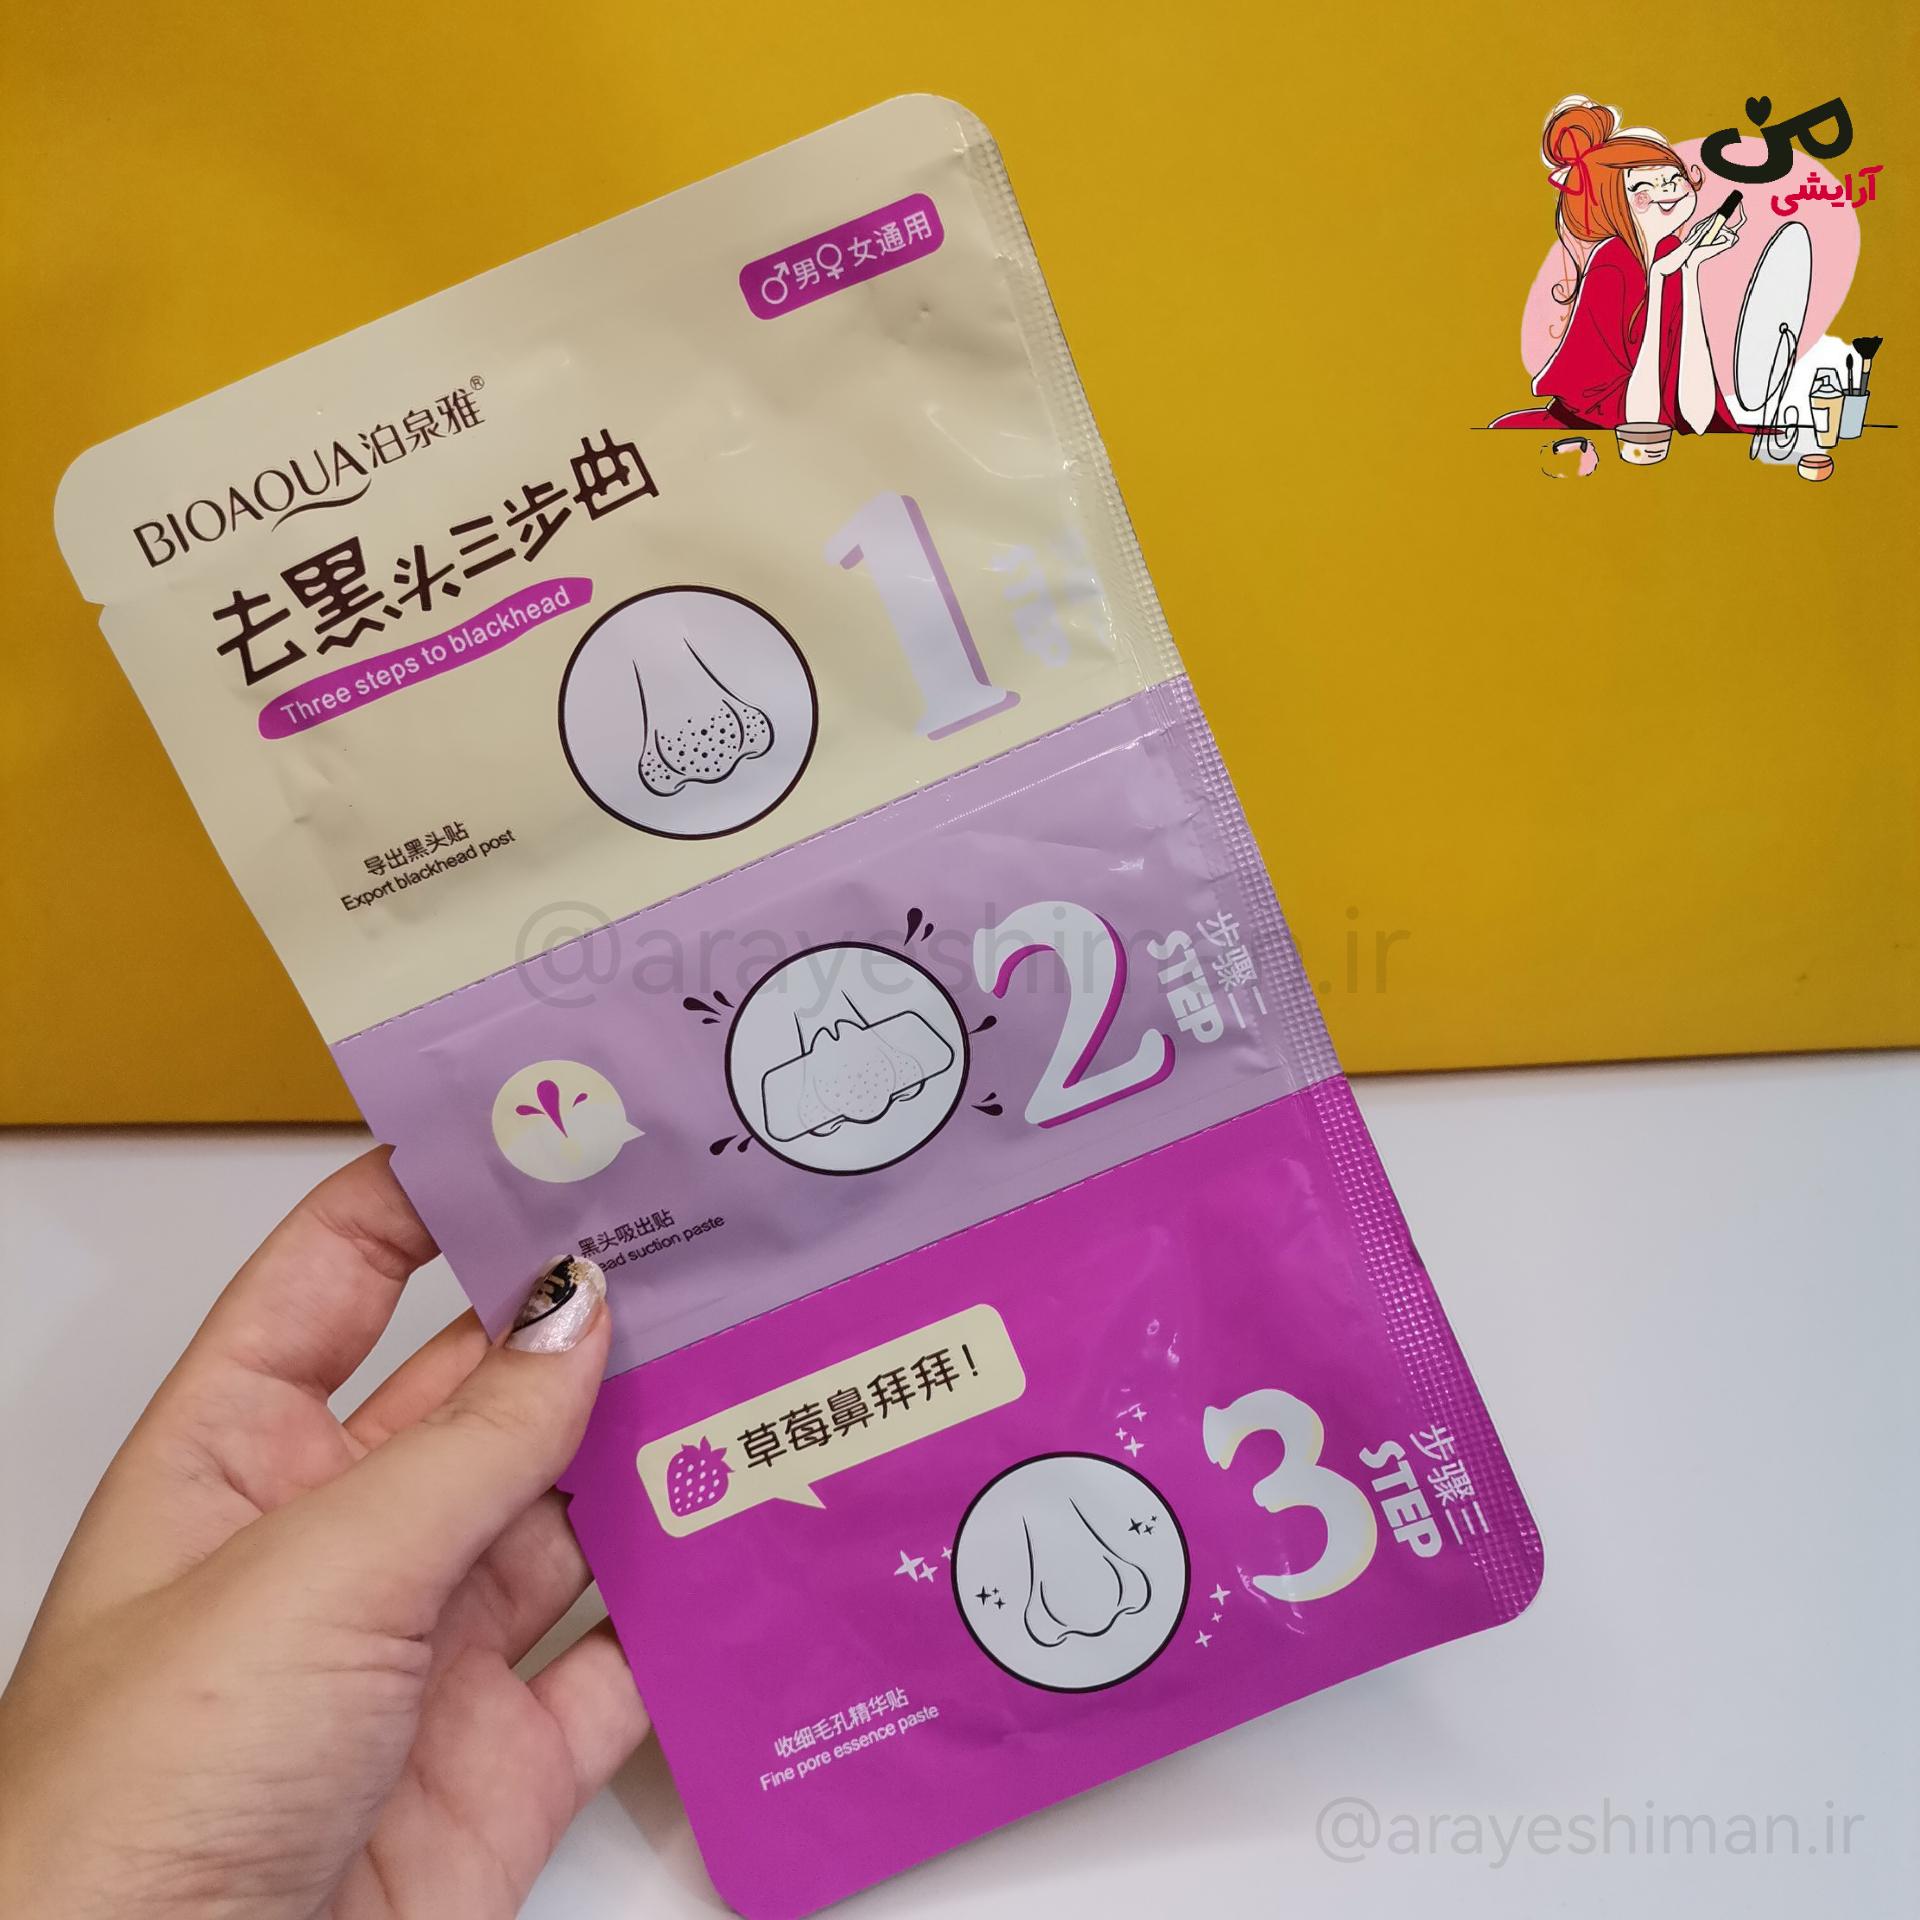 من
آرایشی
♂男♀女通用
BIOAQUA泊泉雅®
去黑头三步曲
Three steps to blackhead
1
STEP
导出黑头贴
Export blackhead post
@arayeshiman.ir
2
步骤二
STEP
黑头吸出贴
ead suction paste
草莓鼻拜拜!
3
步骤三
STEP
收细毛孔精华贴
Fine pore essence paste
@arayeshiman.ir